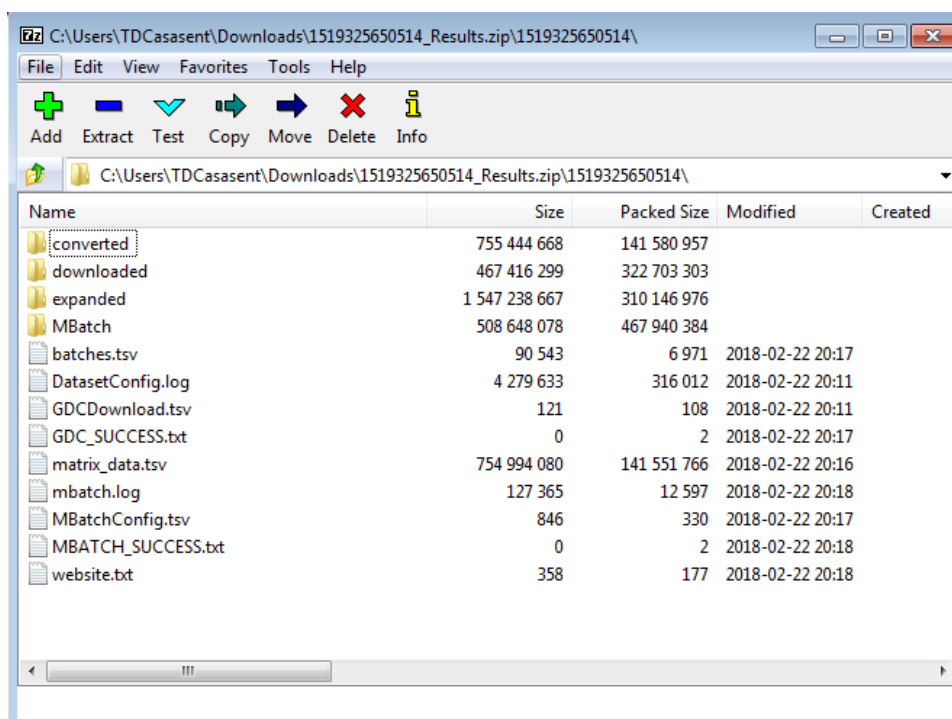 7z C:\Users\TDCasasent\Downloads\1519325650514_Results.zip\1519325650514\
File Edit View Favorites Tools Help
Add Extract Test Copy Move Delete Info
C:\Users\TDCasasent\Downloads\1519325650514_Results.zip\1519325650514\
Name Size Packed Size Modified Created
converted 755 444 668 141 580 957
downloaded 467 416 299 322 703 303
expanded 1 547 238 667 310 146 976
MBatch 508 648 078 467 940 384
batches.tsv 90 543 6 971 2018-02-22 20:17
DatasetConfig.log 4 279 633 316 012 2018-02-22 20:11
GDCDownload.tsv 121 108 2018-02-22 20:11
GDC_SUCCESS.txt 0 2 2018-02-22 20:17
matrix_data.tsv 754 994 080 141 551 766 2018-02-22 20:16
mbatch.log 127 365 12 597 2018-02-22 20:18
MBatchConfig.tsv 846 330 2018-02-22 20:17
MBATCH_SUCCESS.txt 0 2 2018-02-22 20:18
website.txt 358 177 2018-02-22 20:18